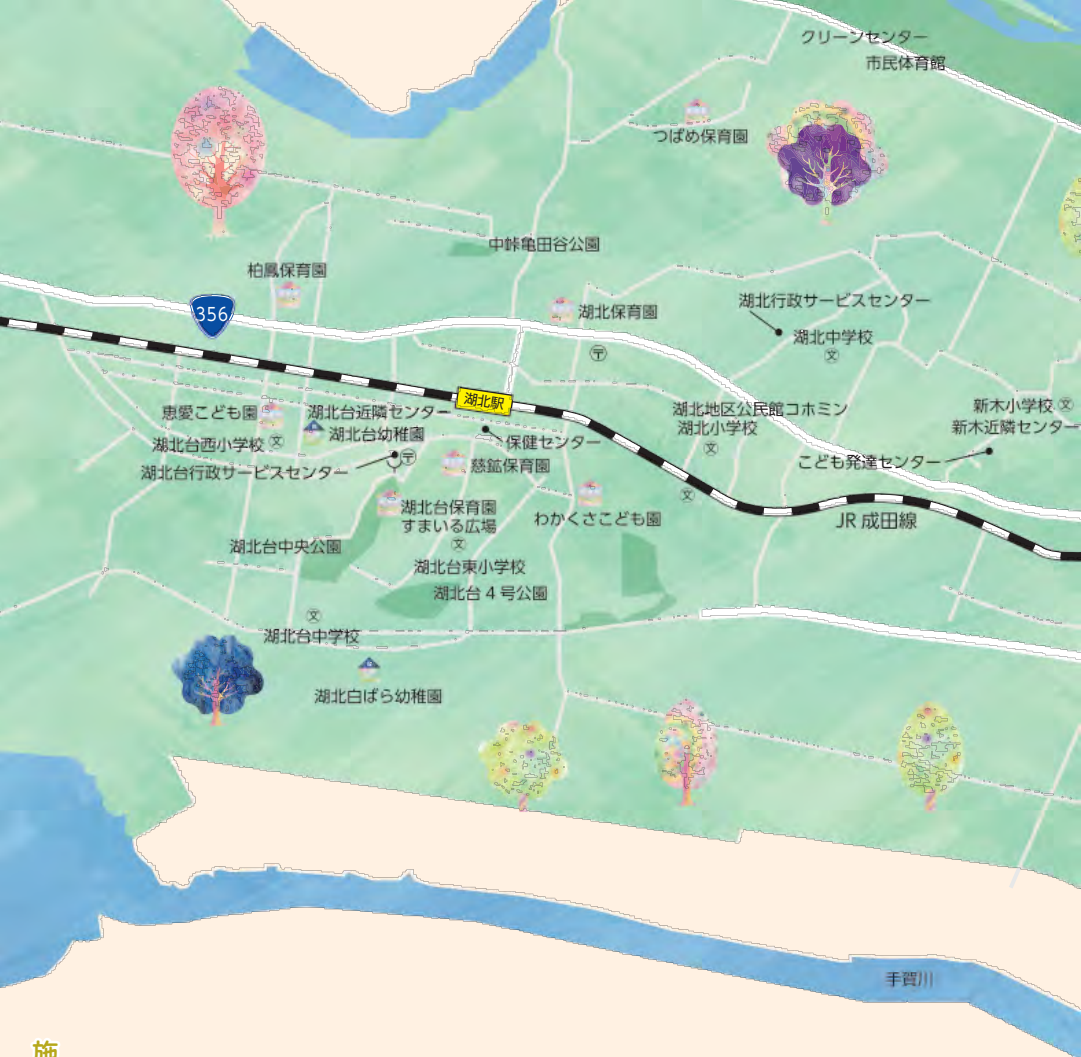 クリーンセンター
市民体育館
つばめ保育園
中峠亀田谷公園
柏鳳保育園
356
湖北保育園
湖北行政サービスセンター
湖北中学校
文
〒
湖北駅
恵愛こども園
湖北台近隣センター
湖北台幼稚園
湖北台西小学校 文
保健センター
湖北台行政サービスセンター
〒
慈鉱保育園
湖北地区公民館コホミン
湖北小学校
文
新木小学校 文
新木近隣センター
こども発達センター
湖北台保育園
すまいる広場
文
わかくさこども園
文
JR 成田線
湖北台中央公園
湖北台東小学校
湖北台4号公園
文
湖北台中学校
湖北白ばら幼稚園
手賀川
施